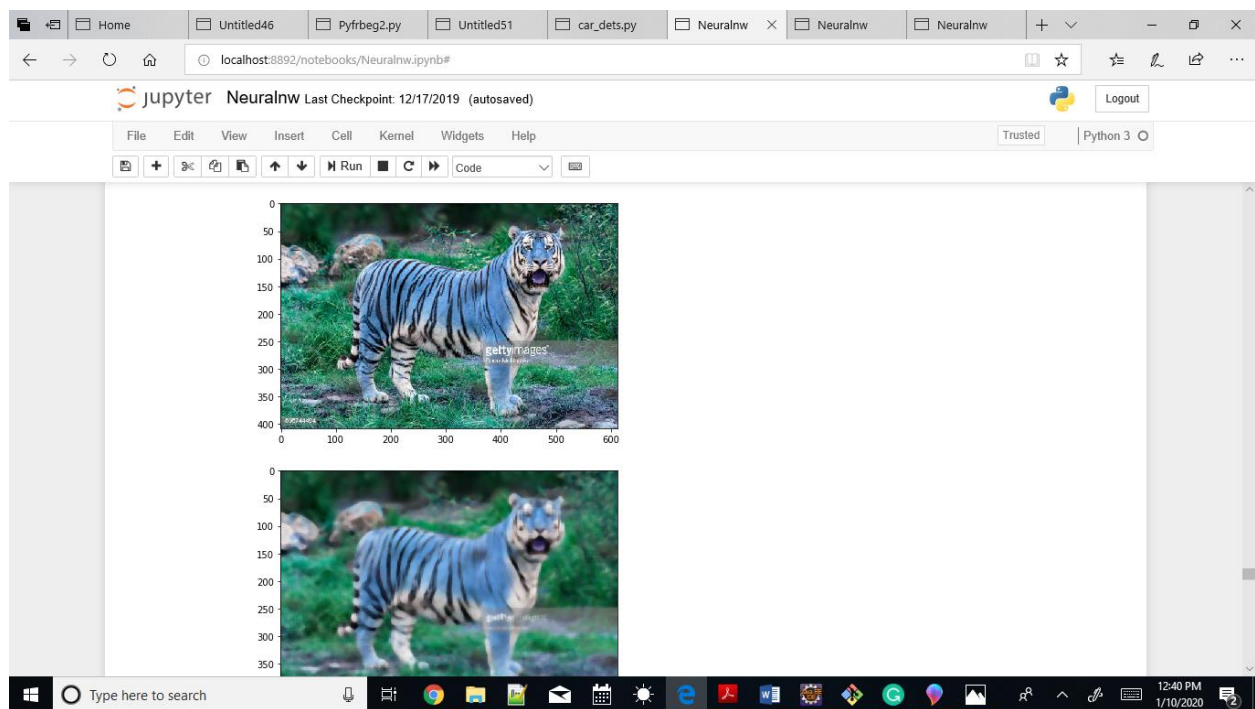 Home Untitled46 Pyfrbeg2.py Untitled51 car_dets.py Neuralnw Neuralnw Neuralnw
localhost:8892/notebooks/Neuralnw.ipynb#
jupyter Neuralnw Last Checkpoint: 12/17/2019 (autosaved) Logout
File Edit View Insert Cell Kernel Widgets Help Trusted Python 3
Run Code
0
50
100
150
200
250
300
350
400
gettyimages
0 100 200 300 400 500 600
0
50
100
150
200
250
300
350
Type here to search
12:40 PM
1/10/2020
2